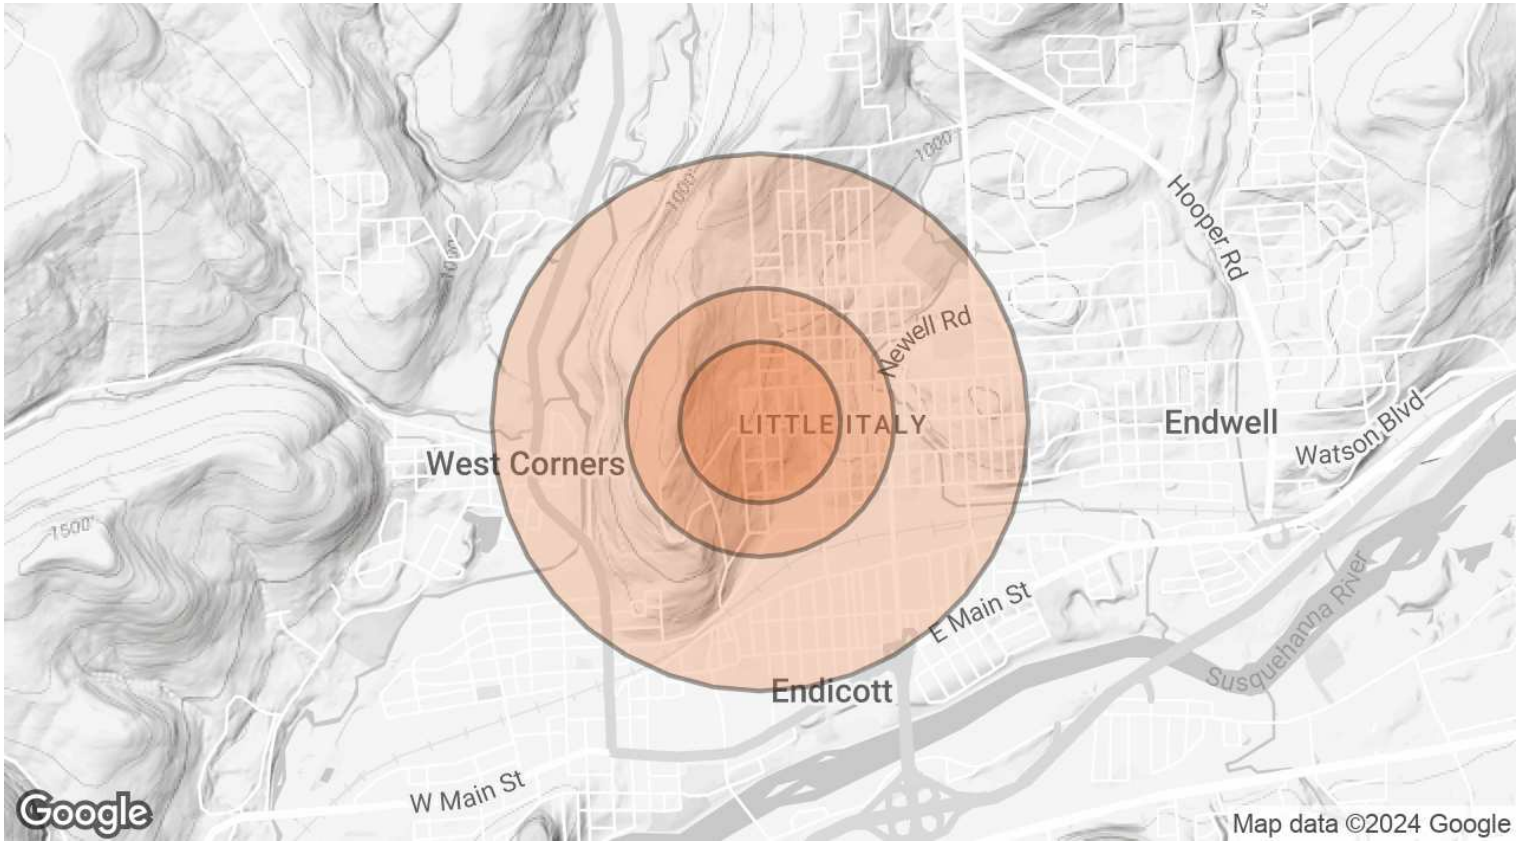 1000
1000'
Hooper Rd
1000
Newell Rd
LITTLE ITALY
Endwell
Watson Blvd
West Corners
1500'
E Main St
Susquehanna River
Endicott
W Main St
Google
Map data ©2024 Google